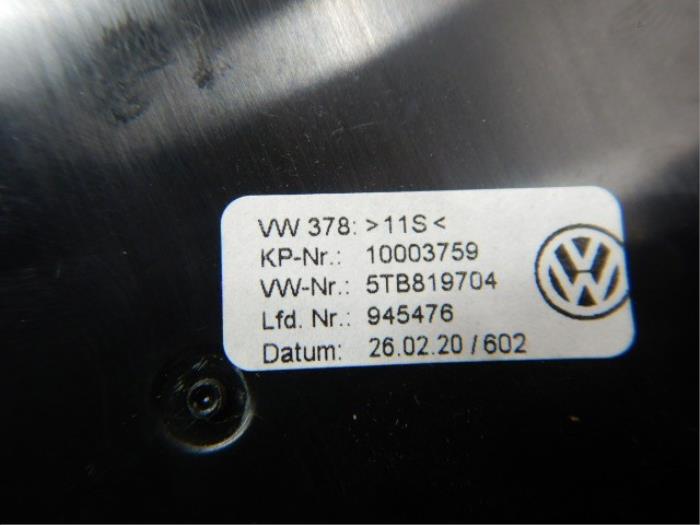 VW 378: >11S<
KP-Nr.: 10003759
VW-Nr.: 5TB819704
Lfd. Nr.: 945476
Datum: 26.02.20 / 602